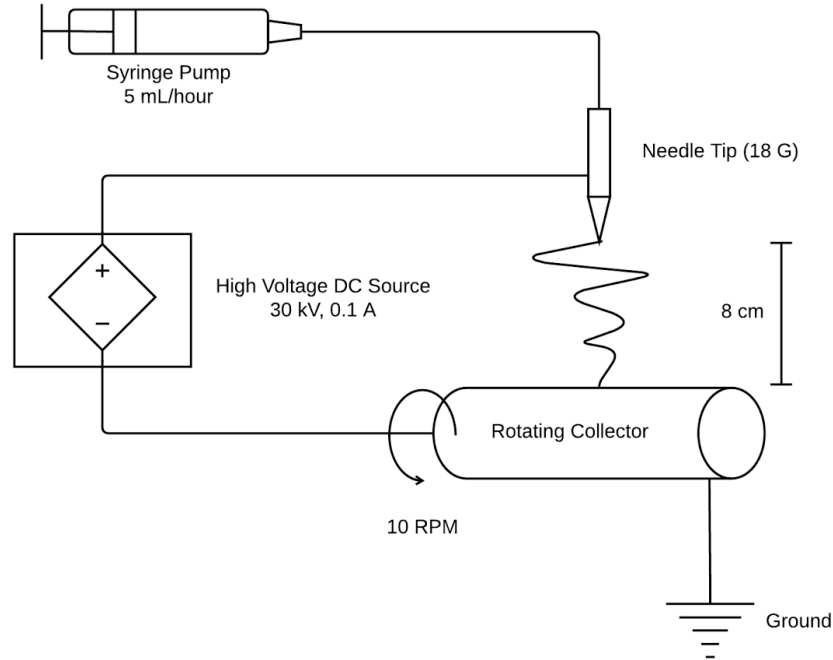 Syringe Pump
5 mL/hour
Needle Tip (18 G)
+
High Voltage DC Source
30 kV, 0.1 A
−
8 cm
Rotating Collector
10 RPM
Ground